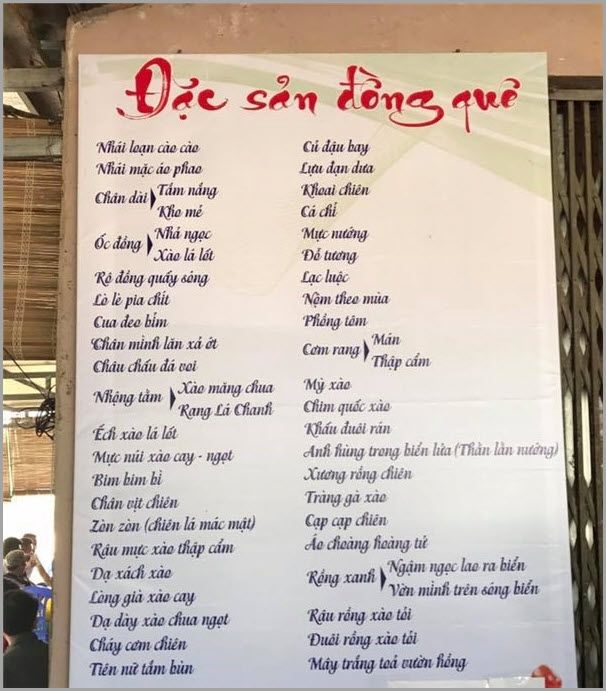 Đặc sản đồng quê
Nhái loạn cào cào
Nhái mặc áo phao
Chân dài
Tắm nắng
Kho mẻ
Ốc đồng
Nhả ngọc
Xào lá lốt
Rô đồng quẩy sóng
Lò lẻ pia chít
Cua đeo bỉm
Chân mình lăn xả ớt
Châu chấu đá voi
Nhộng tằm
Xào măng chua
Rang Lá Chanh
Ếch xào lá lốt
Mực núi xào cay - ngọt
Bim bim bì
Chân vịt chiên
Zòn zòn (chiên lá mác mật)
Râu mực xào thập cẩm
Dạ xách xào
Lòng già xào cay
Dạ dày xào chua ngọt
Cháy cơm chiên
Tiên nữ tắm bùn
Củ đậu bay
Lựu đạn dưa
Khoai chiên
Cá chỉ
Mực nướng
Đỗ tương
Lạc luộc
Nộm theo mùa
Phồng tôm
Cơm rang
Mán
Thập cẩm
Mỳ xào
Chim quốc xào
Khấu đuôi rán
Anh hùng trong biển lửa (Thằn lằn nướng)
Xương rồng chiên
Tràng gà xào
Cạp cạp chiên
Áo choàng hoàng tử
Rồng xanh
Ngậm ngọc lao ra biển
Vờn mình trên sóng biển
Râu rồng xào tỏi
Đuôi rồng xào tỏi
Mây trắng toả vườn hồng